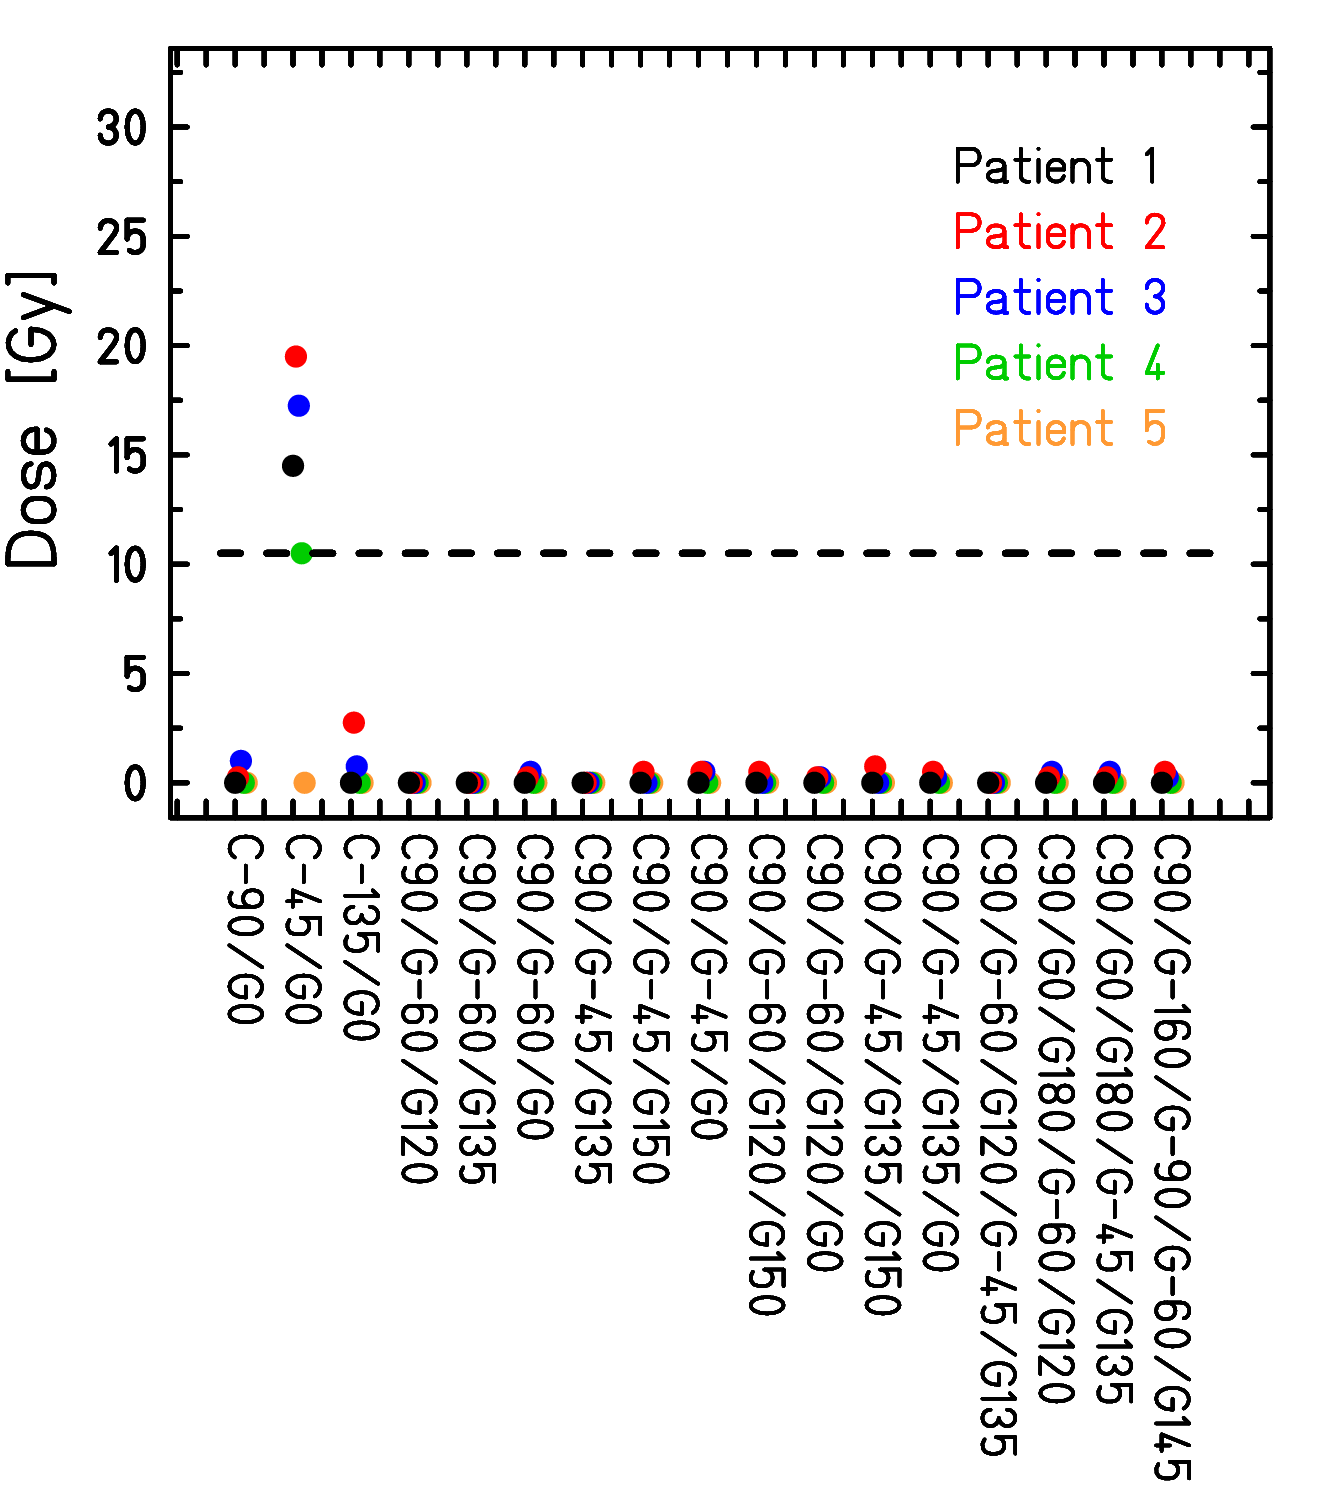 Dose [Gy]
30
25
20
15
10
5
0
Patient 1
Patient 2
Patient 3
Patient 4
Patient 5
C-90/G0
C-45/G0
C-135/G0
C90/G-60/G120
C90/G-60/G135
C90/G-60/G0
C90/G-45/G135
C90/G-45/G150
C90/G-45/G0
C90/G-60/G120/G150
C90/G-60/G120/G0
C90/G-45/G135/G150
C90/G-45/G135/G0
C90/G-60/G120/G-45/G135
C90/G0/G180/G-60/G120
C90/G0/G180/G-45/G135
C90/G-160/G-90/G-60/G145